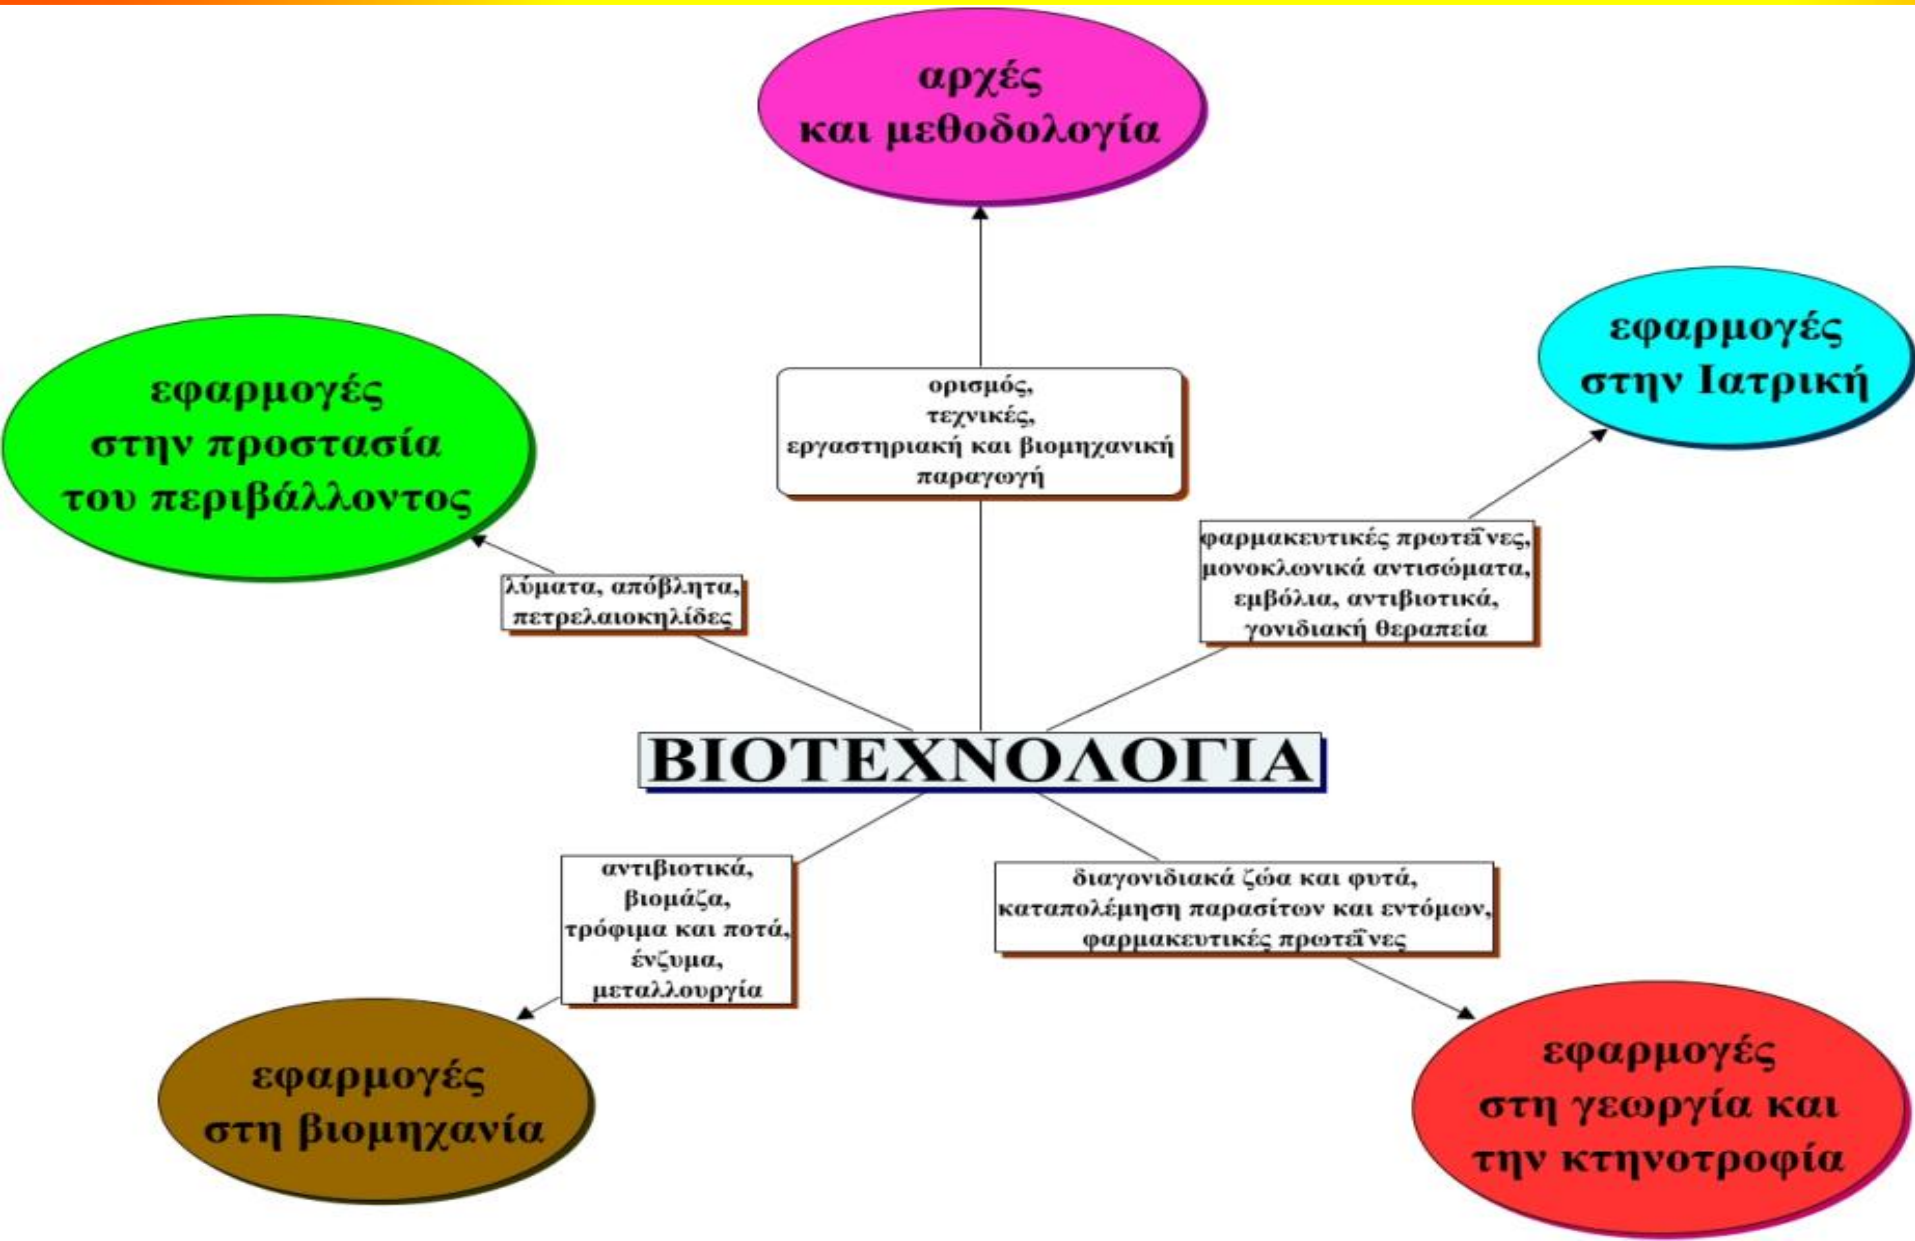 αρχές
και μεθοδολογία
εφαρμογές
στην Ιατρική
εφαρμογές
στην προστασία
του περιβάλλοντος
ορισμός,
τεχνικές,
εργαστηριακή και βιομηχανική
παραγωγή
φαρμακευτικές πρωτεΐνες,
μονοκλωνικά αντισώματα,
εμβόλια, αντιβιοτικά,
γονιδιακή θεραπεία
λύματα, απόβλητα,
πετρελαιοκηλίδες
ΒΙΟΤΕΧΝΟΛΟΓΙΑ
αντιβιοτικά,
βιομάζα,
τρόφιμα και ποτά,
ένζυμα,
μεταλλουργία
διαγονιδιακά ζώα και φυτά,
καταπολέμηση παρασίτων και εντόμων,
φαρμακευτικές πρωτεΐνες
εφαρμογές
στη βιομηχανία
εφαρμογές
στη γεωργία και
την κτηνοτροφία